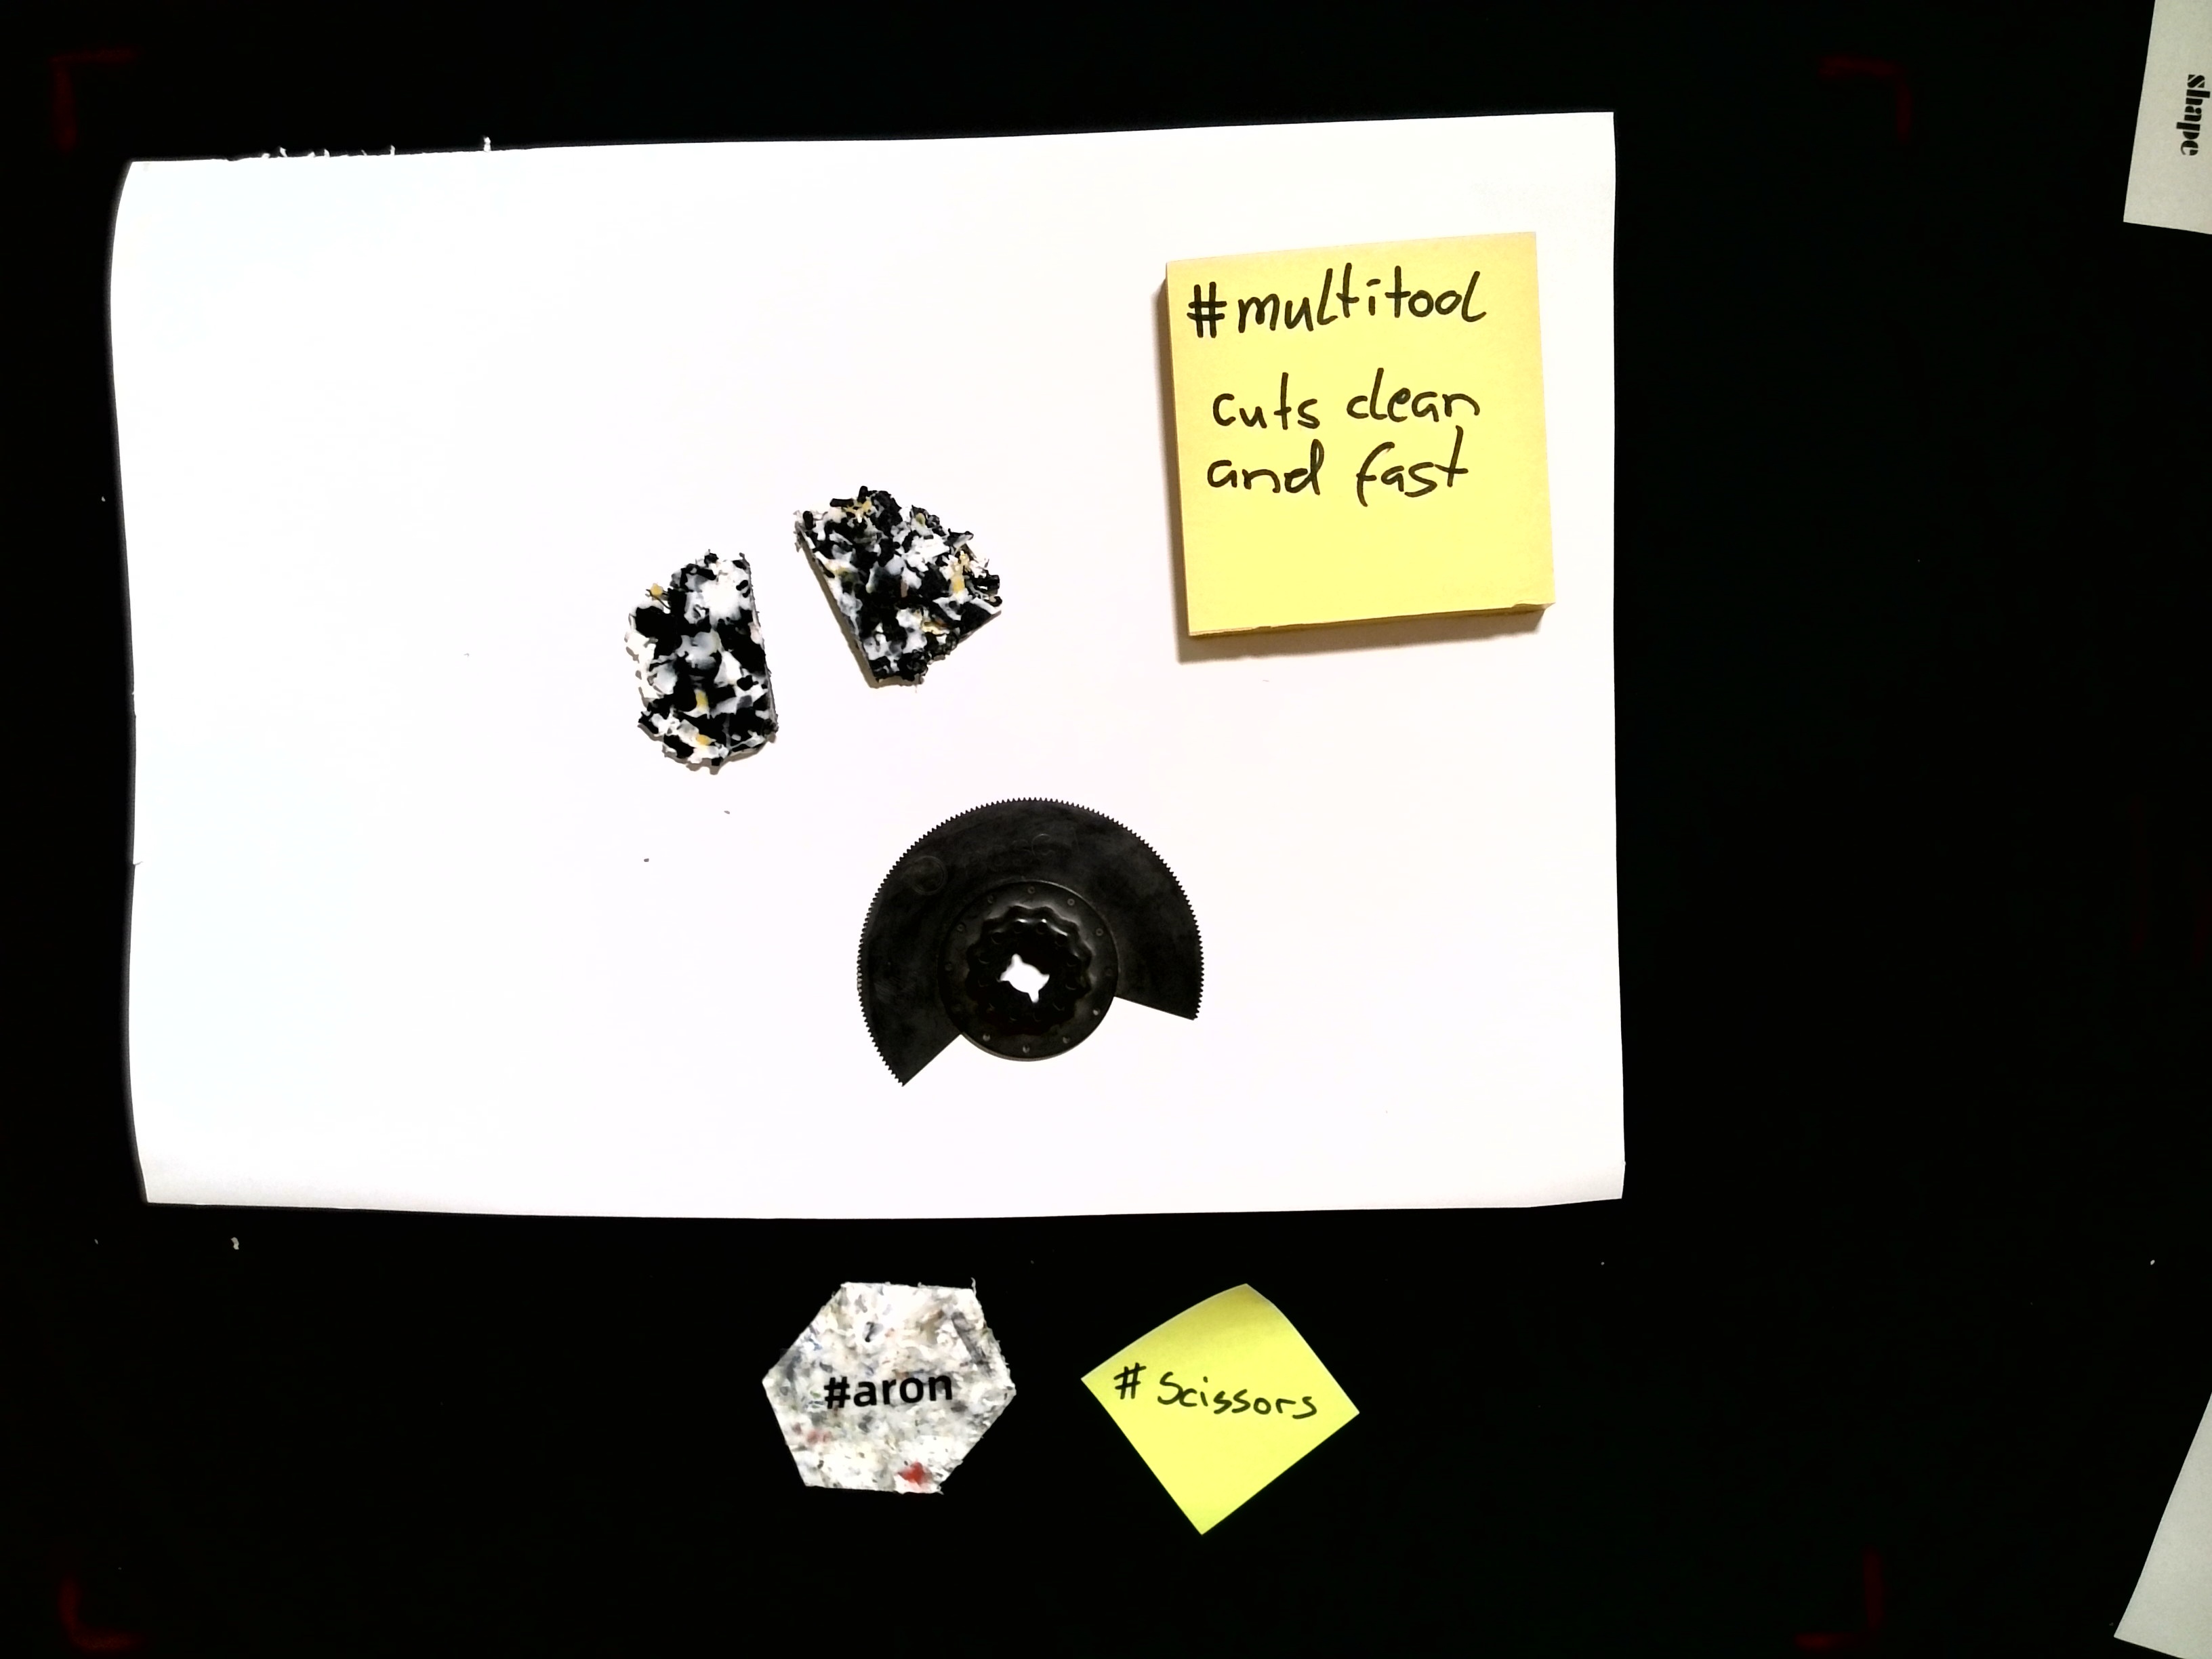 shape
#multitool
cuts clean
and fast
#aron
# Scissors